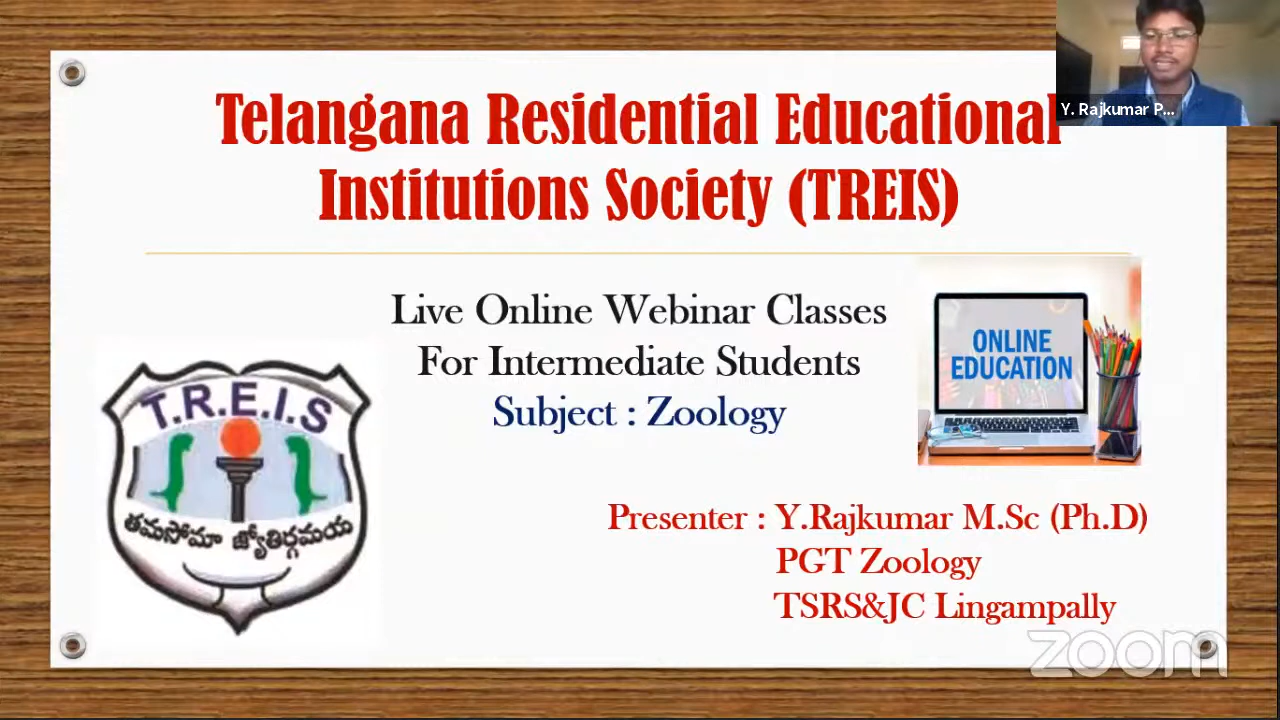 Telangana Residential Educational
Institutions Society (TREIS)
Y. Rajkumar P...
Live Online Webinar Classes
For Intermediate Students
Subject : Zoology
ONLINE
EDUCATION
T.R.E.I.S
తమసోమా జ్యోతిర్గమయ
Presenter : Y.Rajkumar M.Sc (Ph.D)
PGT Zoology
TSRS&JC Lingampally
zoom